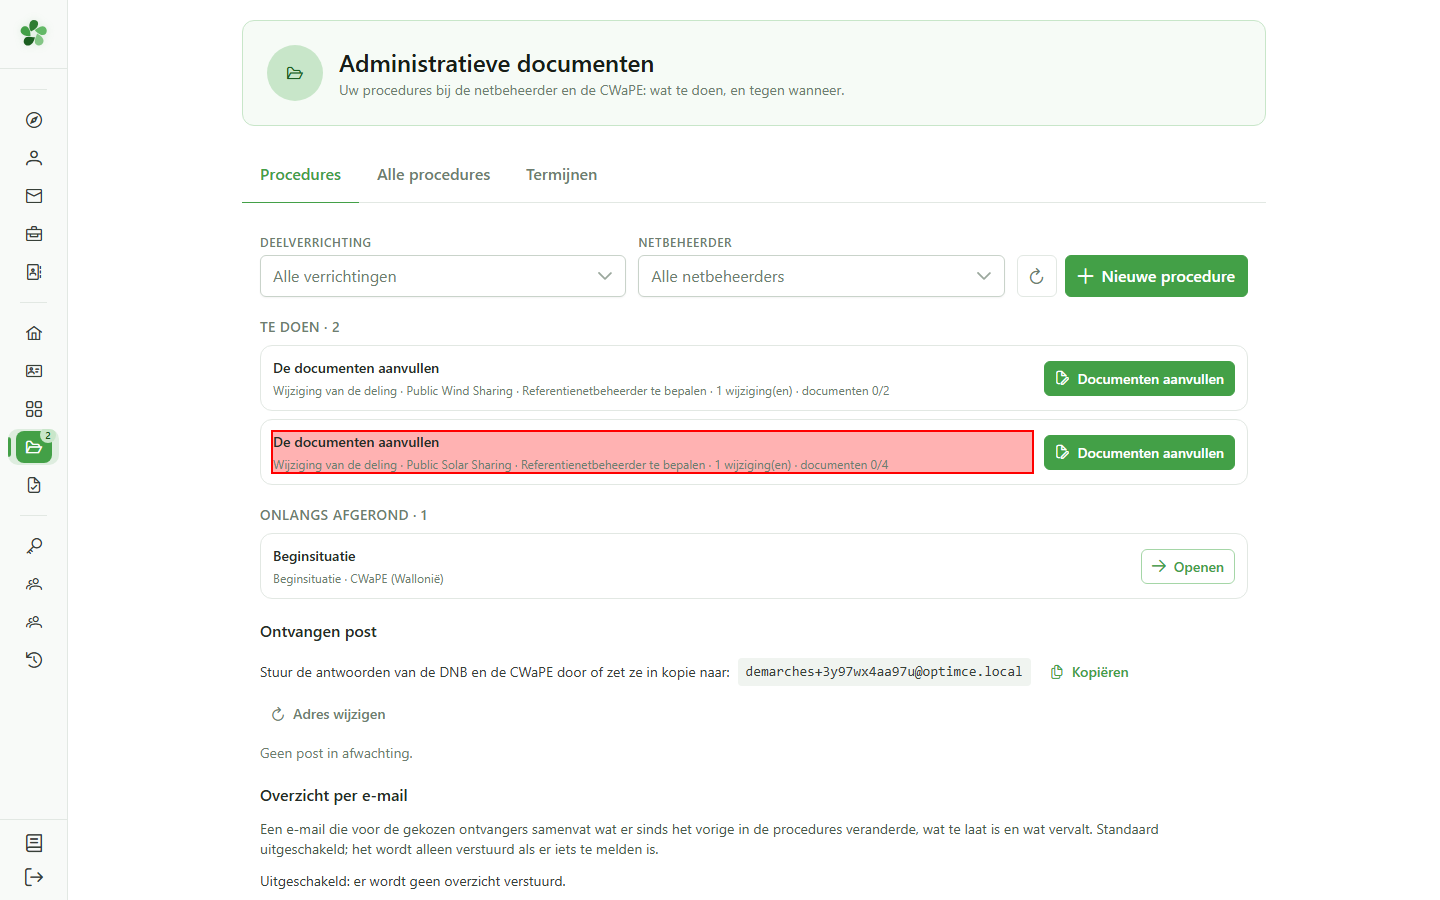 Administratieve documenten
Uw procedures bij de netbeheerder en de CWaPE: wat te doen, en tegen wanneer.
Procedures
Alle procedures
Termijnen
DEELVERRICHTING
NETBEHEERDER
Alle verrichtingen
Alle netbeheerders
Nieuwe procedure
TE DOEN · 2
De documenten aanvullen
Wijziging van de deling · Public Wind Sharing · Referentienetbeheerder te bepalen · 1 wijziging(en) · documenten 0/2
Documenten aanvullen
De documenten aanvullen
Wijziging van de deling · Public Solar Sharing · Referentienetbeheerder te bepalen · 1 wijziging(en) · documenten 0/4
Documenten aanvullen
2
ONLANGS AFGEROND · 1
Beginsituatie
Beginsituatie · CWaPE (Wallonië)
Openen
Ontvangen post
Stuur de antwoorden van de DNB en de CWaPE door of zet ze in kopie naar: demarches+3y97wx4aa97u@optimce.local
Kopiëren
Adres wijzigen
Geen post in afwachting.
Overzicht per e-mail
Een e-mail die voor de gekozen ontvangers samenvat wat er sinds het vorige in de procedures veranderde, wat te laat is en wat vervalt. Standaard
uitgeschakeld; het wordt alleen verstuurd als er iets te melden is.
Uitgeschakeld: er wordt geen overzicht verstuurd.